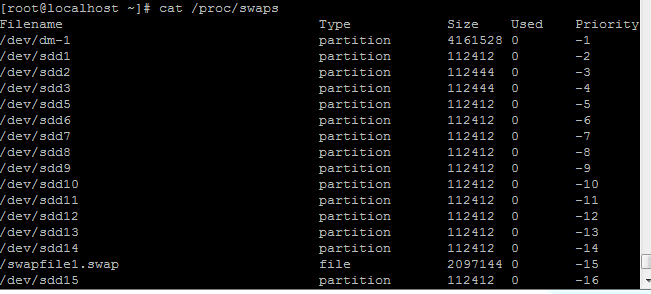 [root@localhost ~]# cat /proc/swaps
Filename Type Size Used Priority
/dev/dm-1 partition 4161528 0 -1
/dev/sdd1 partition 112412 0 -2
/dev/sdd2 partition 112444 0 -3
/dev/sdd3 partition 112444 0 -4
/dev/sdd5 partition 112412 0 -5
/dev/sdd6 partition 112412 0 -6
/dev/sdd7 partition 112412 0 -7
/dev/sdd8 partition 112412 0 -8
/dev/sdd9 partition 112412 0 -9
/dev/sdd10 partition 112412 0 -10
/dev/sdd11 partition 112412 0 -11
/dev/sdd12 partition 112412 0 -12
/dev/sdd13 partition 112412 0 -13
/dev/sdd14 partition 112412 0 -14
/swapfile1.swap file 2097144 0 -15
/dev/sdd15 partition 112412 0 -16